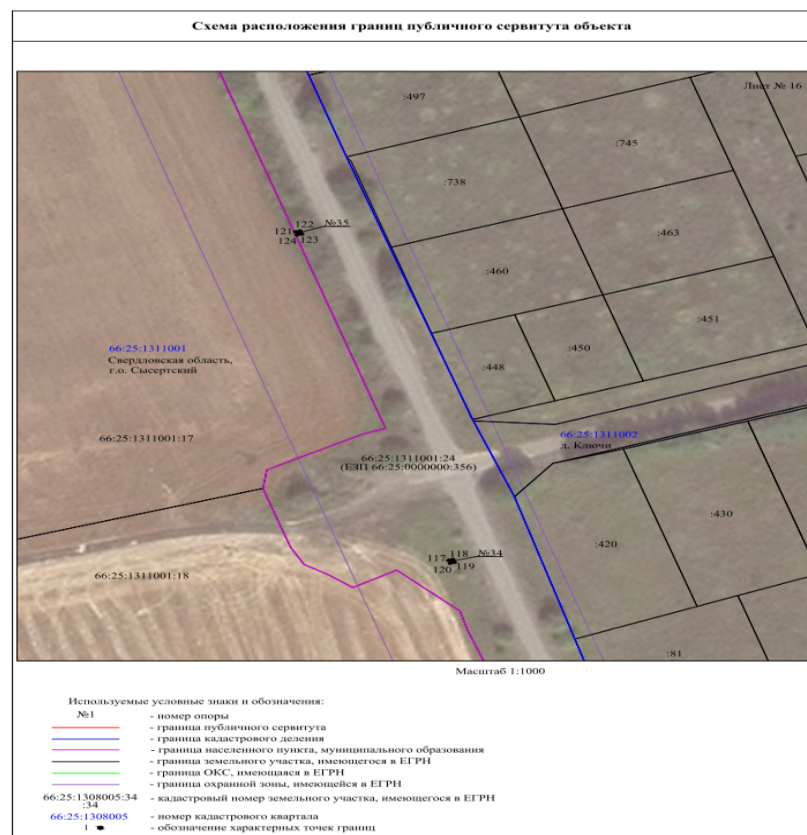 Схема расположения границ публичного сервитута объекта
Лист № 16
:497
:745
:738
121 122 №35
124 123
:463
:460
:451
66:25:1311001
Свердловская область,
г.о. Сысертский
:450
:448
66:25:1311001:17
66:25:1311002
д. Ключи
66:25:1311001:24
(ЕЗП 66:25:0000000:356)
:430
:420
117 118 №34
120 119
66:25:1311001:18
:81
Масштаб 1:1000
Используемые условные знаки и обозначения:
№1 - номер опоры
- граница публичного сервитута
- граница кадастрового деления
- граница населенного пункта, муниципального образования
- граница земельного участка, имеющегося в ЕГРН
- граница ОКС, имеющаяся в ЕГРН
- граница охранной зоны, имеющейся в ЕГРН
66:25:1308005:34 - кадастровый номер земельного участка, имеющегося в ЕГРН
:34
66:25:1308005 - номер кадастрового квартала
1 - обозначение характерных точек границ